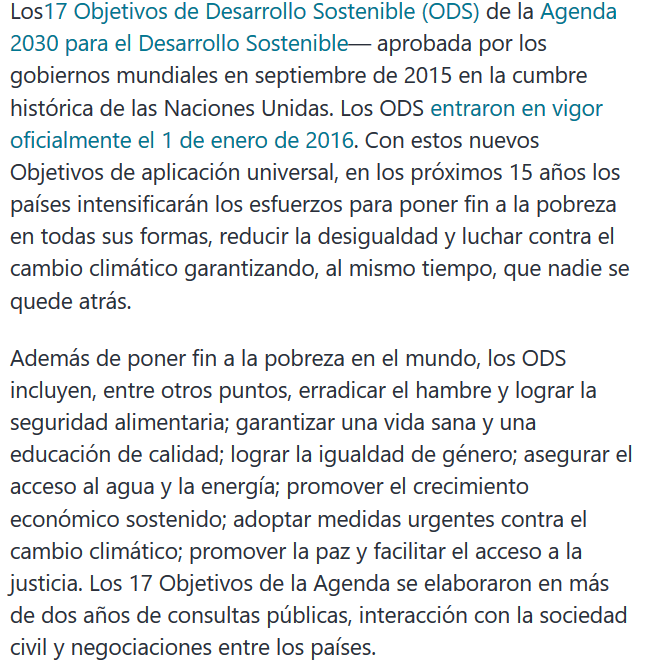 Los17 Objetivos de Desarrollo Sostenible (ODS) de la Agenda
2030 para el Desarrollo Sostenible— aprobada por los
gobiernos mundiales en septiembre de 2015 en la cumbre
histórica de las Naciones Unidas. Los ODS entraron en vigor
oficialmente el 1 de enero de 2016. Con estos nuevos
Objetivos de aplicación universal, en los próximos 15 años los
países intensificarán los esfuerzos para poner fin a la pobreza
en todas sus formas, reducir la desigualdad y luchar contra el
cambio climático garantizando, al mismo tiempo, que nadie se
quede atrás.
Además de poner fin a la pobreza en el mundo, los ODS
incluyen, entre otros puntos, erradicar el hambre y lograr la
seguridad alimentaria; garantizar una vida sana y una
educación de calidad; lograr la igualdad de género; asegurar el
acceso al agua y la energía; promover el crecimiento
económico sostenido; adoptar medidas urgentes contra el
cambio climático; promover la paz y facilitar el acceso a la
justicia. Los 17 Objetivos de la Agenda se elaboraron en más
de dos años de consultas públicas, interacción con la sociedad
civil y negociaciones entre los países.